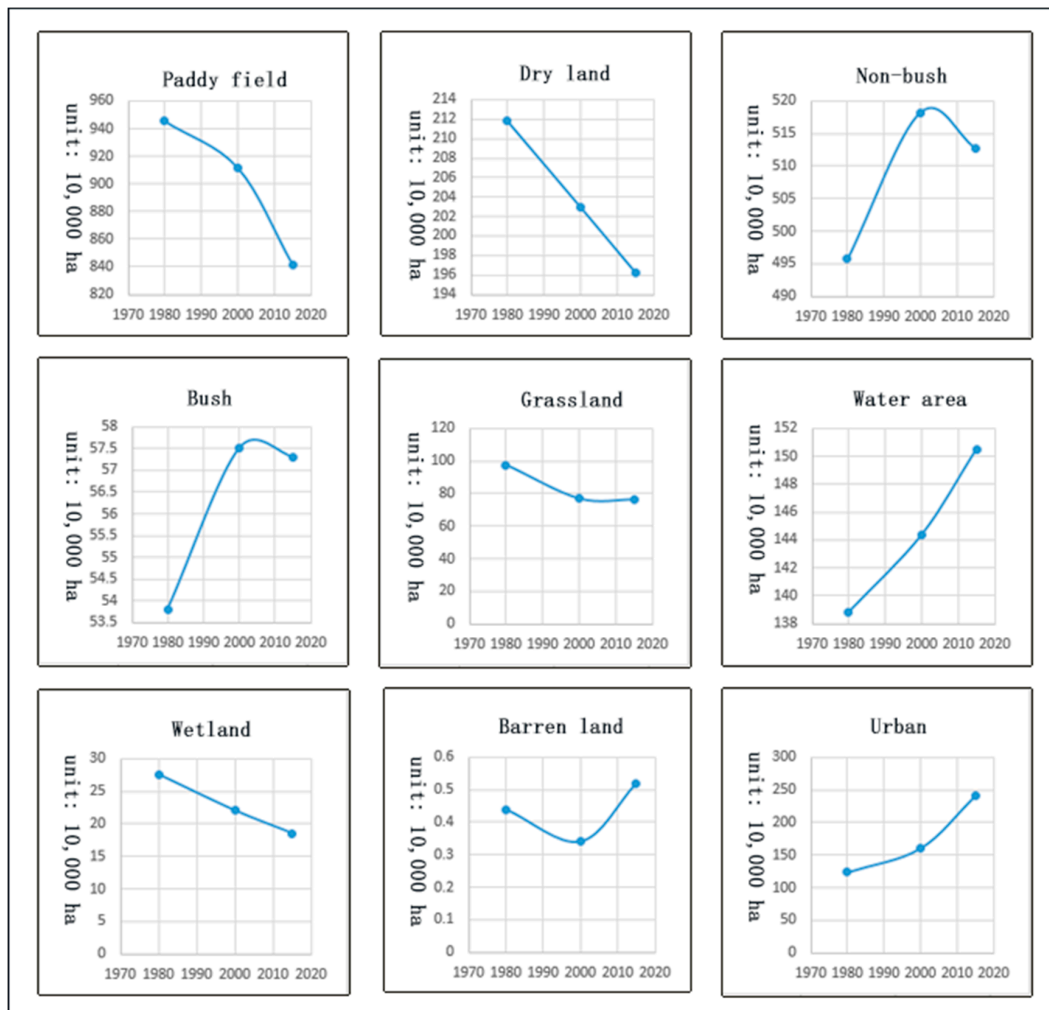 Paddy field
unit: 10,000 ha
960
940
920
900
880
860
840
820
1970 1980 1990 2000 2010 2020
Dry land
unit: 10,000 ha
214
212
210
208
206
204
202
200
198
196
194
1970 1980 1990 2000 2010 2020
Non-bush
unit: 10,000 ha
520
515
510
505
500
495
490
1970 1980 1990 2000 2010 2020
Bush
unit: 10,000 ha
58
57.5
57
56.5
56
55.5
55
54.5
54
53.5
1970 1980 1990 2000 2010 2020
Grassland
unit: 10,000 ha
120
100
80
60
40
20
0
1970 1980 1990 2000 2010 2020
Water area
unit: 10,000 ha
152
150
148
146
144
142
140
138
1970 1980 1990 2000 2010 2020
Wetland
unit: 10,000 ha
30
25
20
15
10
5
0
1970 1980 1990 2000 2010 2020
Barren land
unit: 10,000 ha
0.6
0.5
0.4
0.3
0.2
0.1
0
1970 1980 1990 2000 2010 2020
Urban
unit: 10,000 ha
300
250
200
150
100
50
0
1970 1980 1990 2000 2010 2020